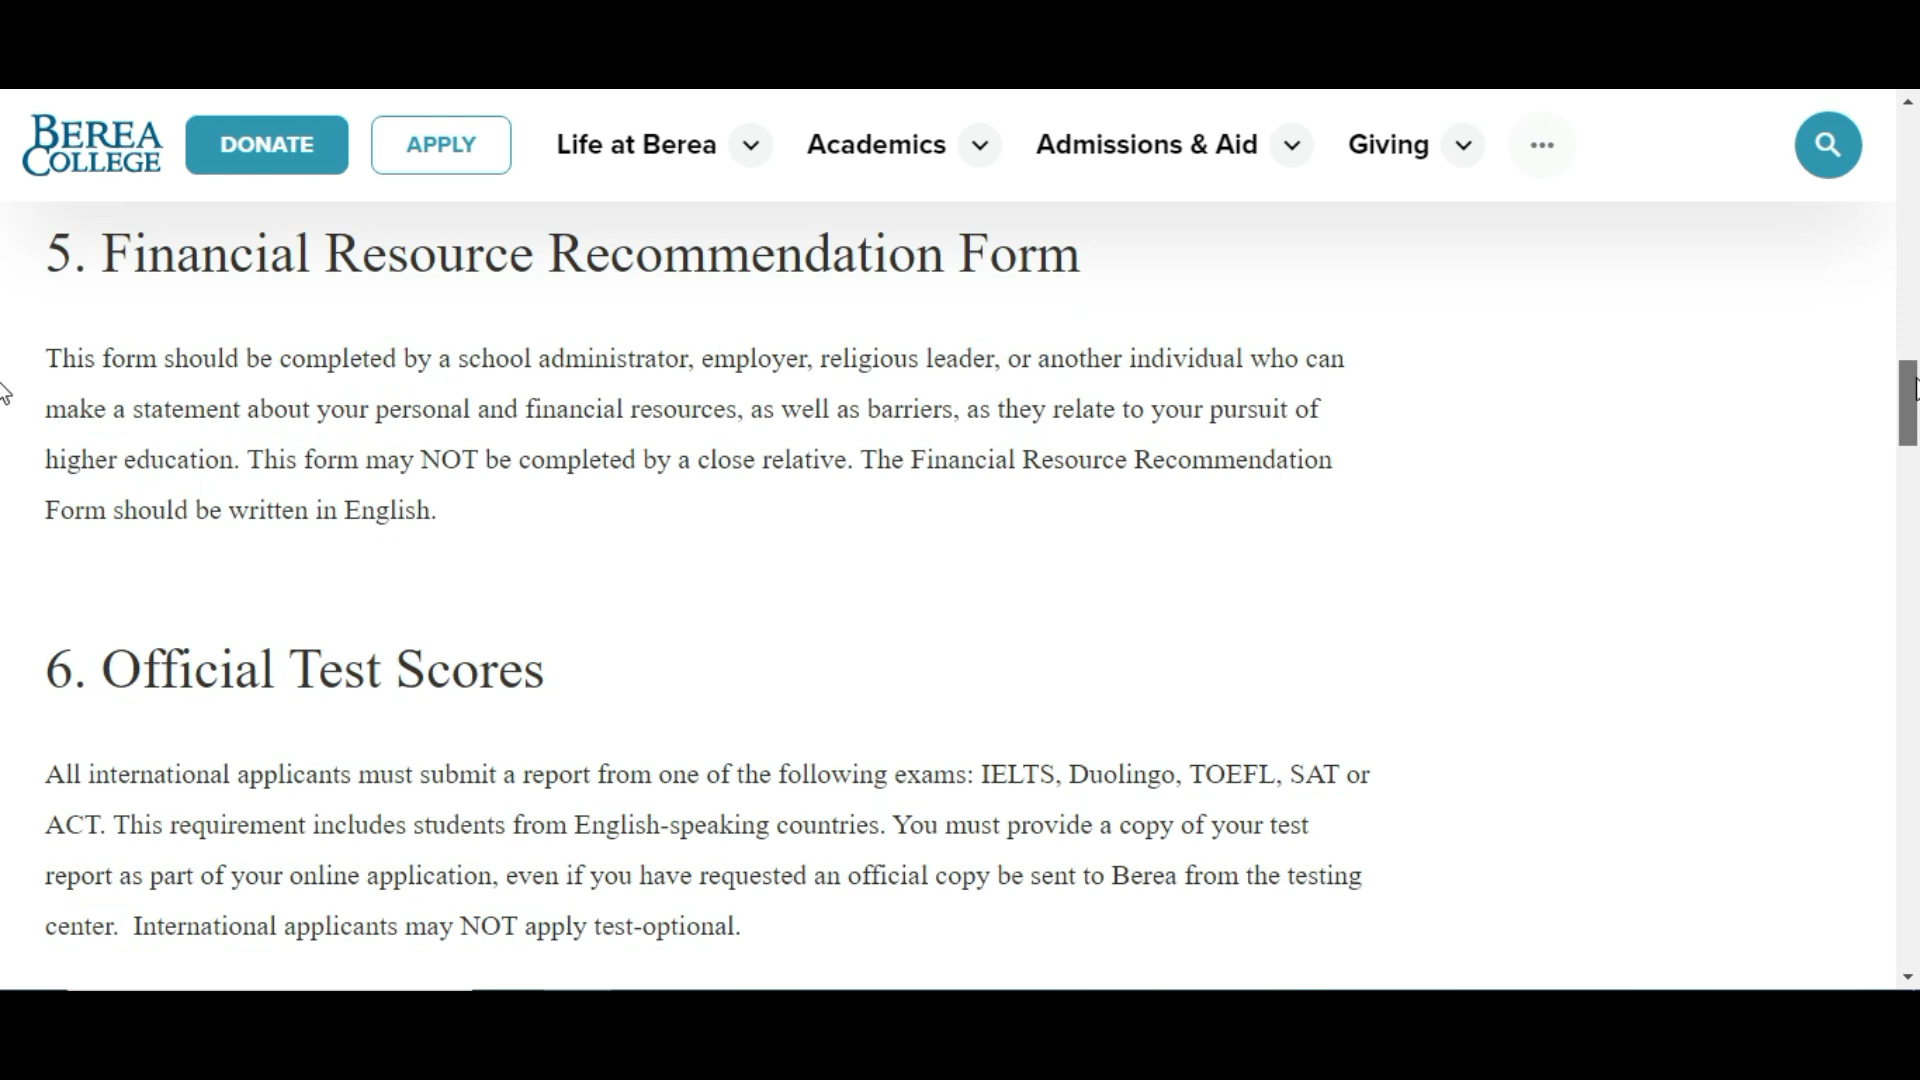 BEREA
COLLEGE
DONATE
APPLY
Life at Berea
Academics
Admissions & Aid
Giving
5. Financial Resource Recommendation Form
This form should be completed by a school administrator, employer, religious leader, or another individual who can
make a statement about your personal and financial resources, as well as barriers, as they relate to your pursuit of
higher education. This form may NOT be completed by a close relative. The Financial Resource Recommendation
Form should be written in English.
6. Official Test Scores
All international applicants must submit a report from one of the following exams: IELTS, Duolingo, TOEFL, SAT or
ACT. This requirement includes students from English-speaking countries. You must provide a copy of your test
report as part of your online application, even if you have requested an official copy be sent to Berea from the testing
center.  International applicants may NOT apply test-optional.